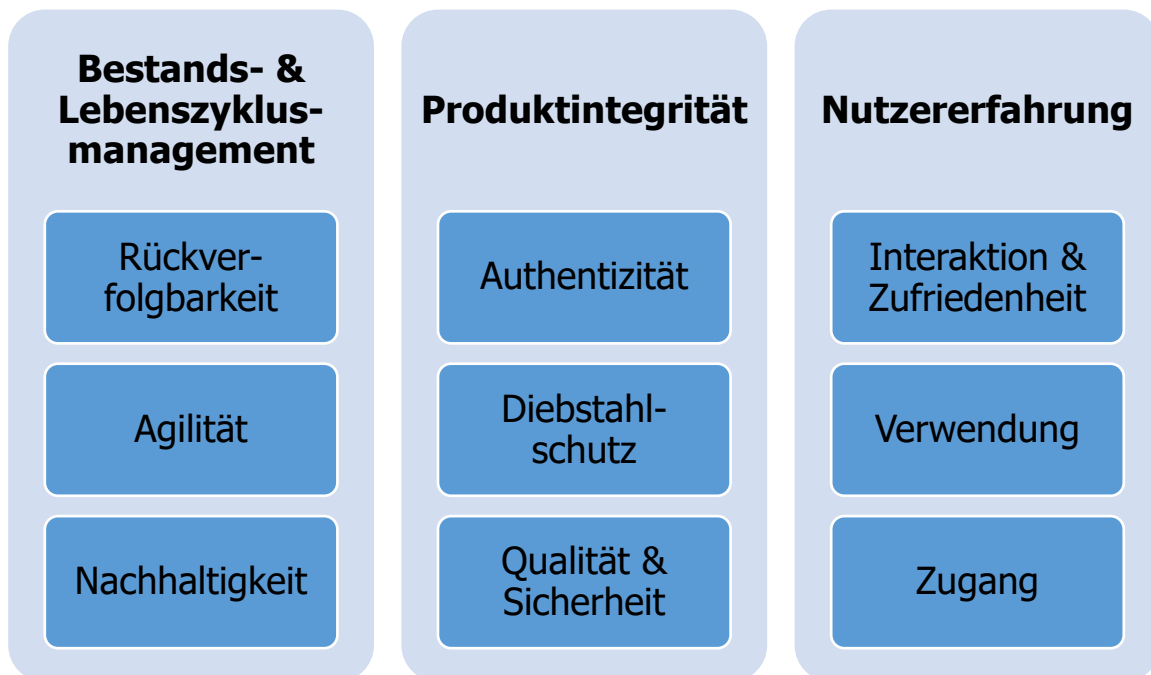 Bestands- &
Lebenszyklus-
management
Rückver-
folgbarkeit
Agilität
Nachhaltigkeit
Produktintegrität
Authentizität
Diebstahl-
schutz
Qualität &
Sicherheit
Nutzererfahrung
Interaktion &
Zufriedenheit
Verwendung
Zugang